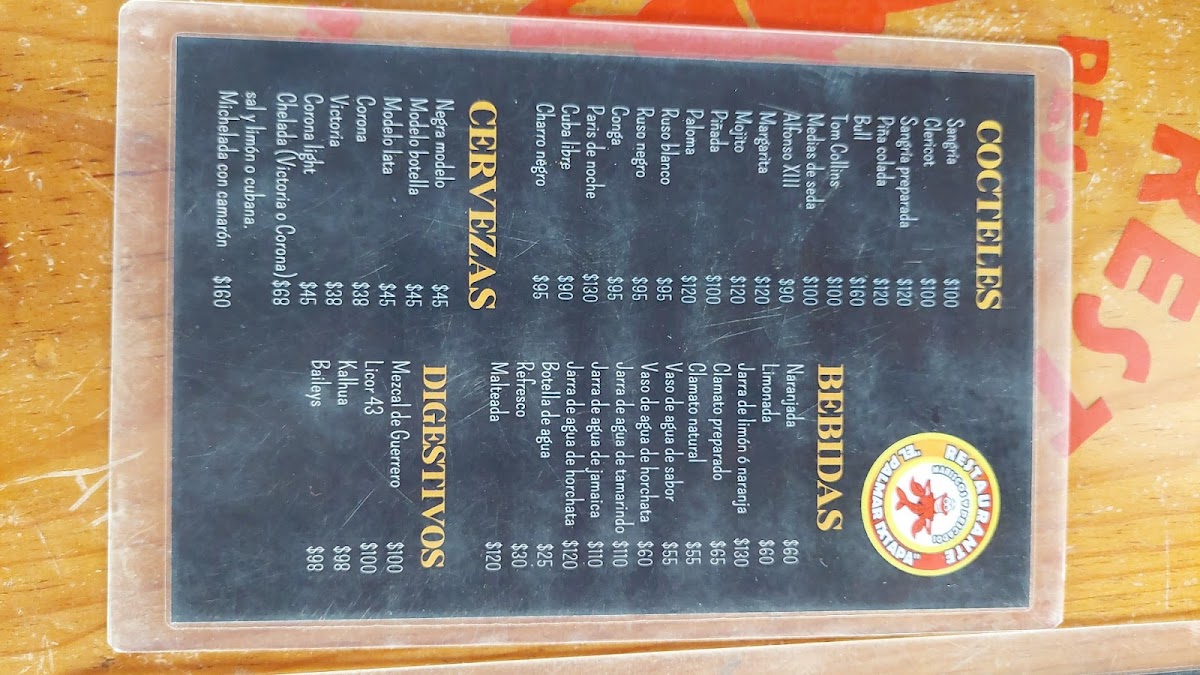 RESTAURANTE
MARISCOS Y PESCADOS
"EL PALMAR IXTAPA"
COCTELES
Sangría $100
Clericot $100
Sangría preparada $120
Piña colada $120
Bull $160
Tom Collins $100
Medias de seda $100
Alfonso XIII $90
Margarita $120
Mojito $120
Piñada $100
Paloma $120
Ruso blanco $95
Ruso negro $95
Conga $95
Paris de noche $130
Cuba libre $90
Charro negro $95
CERVEZAS
Negra modelo $45
Modelo botella $45
Modelo lata $45
Corona $38
Victoria $38
Corona light $45
Chelada (Victoria o Corona) $68
sal y limón o cubana.
Michelada con camarón $160
BEBIDAS
Naranjada $60
Limonada $60
Jarra de limón ó naranja $130
Clamato preparado $65
Clamato natural $55
Vaso de agua de sabor $55
Vaso de agua de horchata $60
Jarra de agua de tamarindo $110
Jarra de agua de jamaica $110
Jarra de agua de horchata $120
Botella de agua $25
Refresco $30
Malteada $120
DIGESTIVOS
Mezcal de Guerrero $100
Licor 43 $100
Kalhua $98
Baileys $98